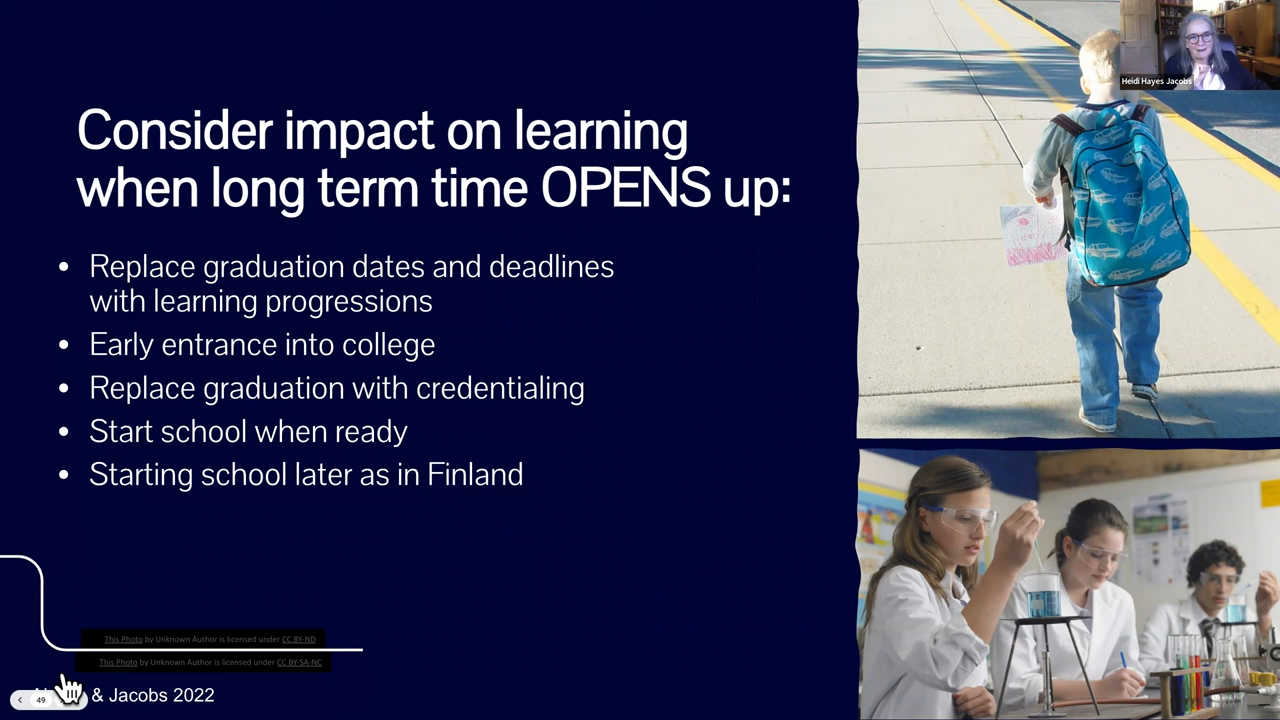 Consider impact on learning
when long term time OPENS up:
• Replace graduation dates and deadlines
with learning progressions
• Early entrance into college
• Replace graduation with credentialing
• Start school when ready
• Starting school later as in Finland
Heidi Hayes Jacobs
This Photo by Unknown Author is licensed under CC BY-ND
This Photo by Unknown Author is licensed under CC BY-SA-NC
& Jacobs 2022
49